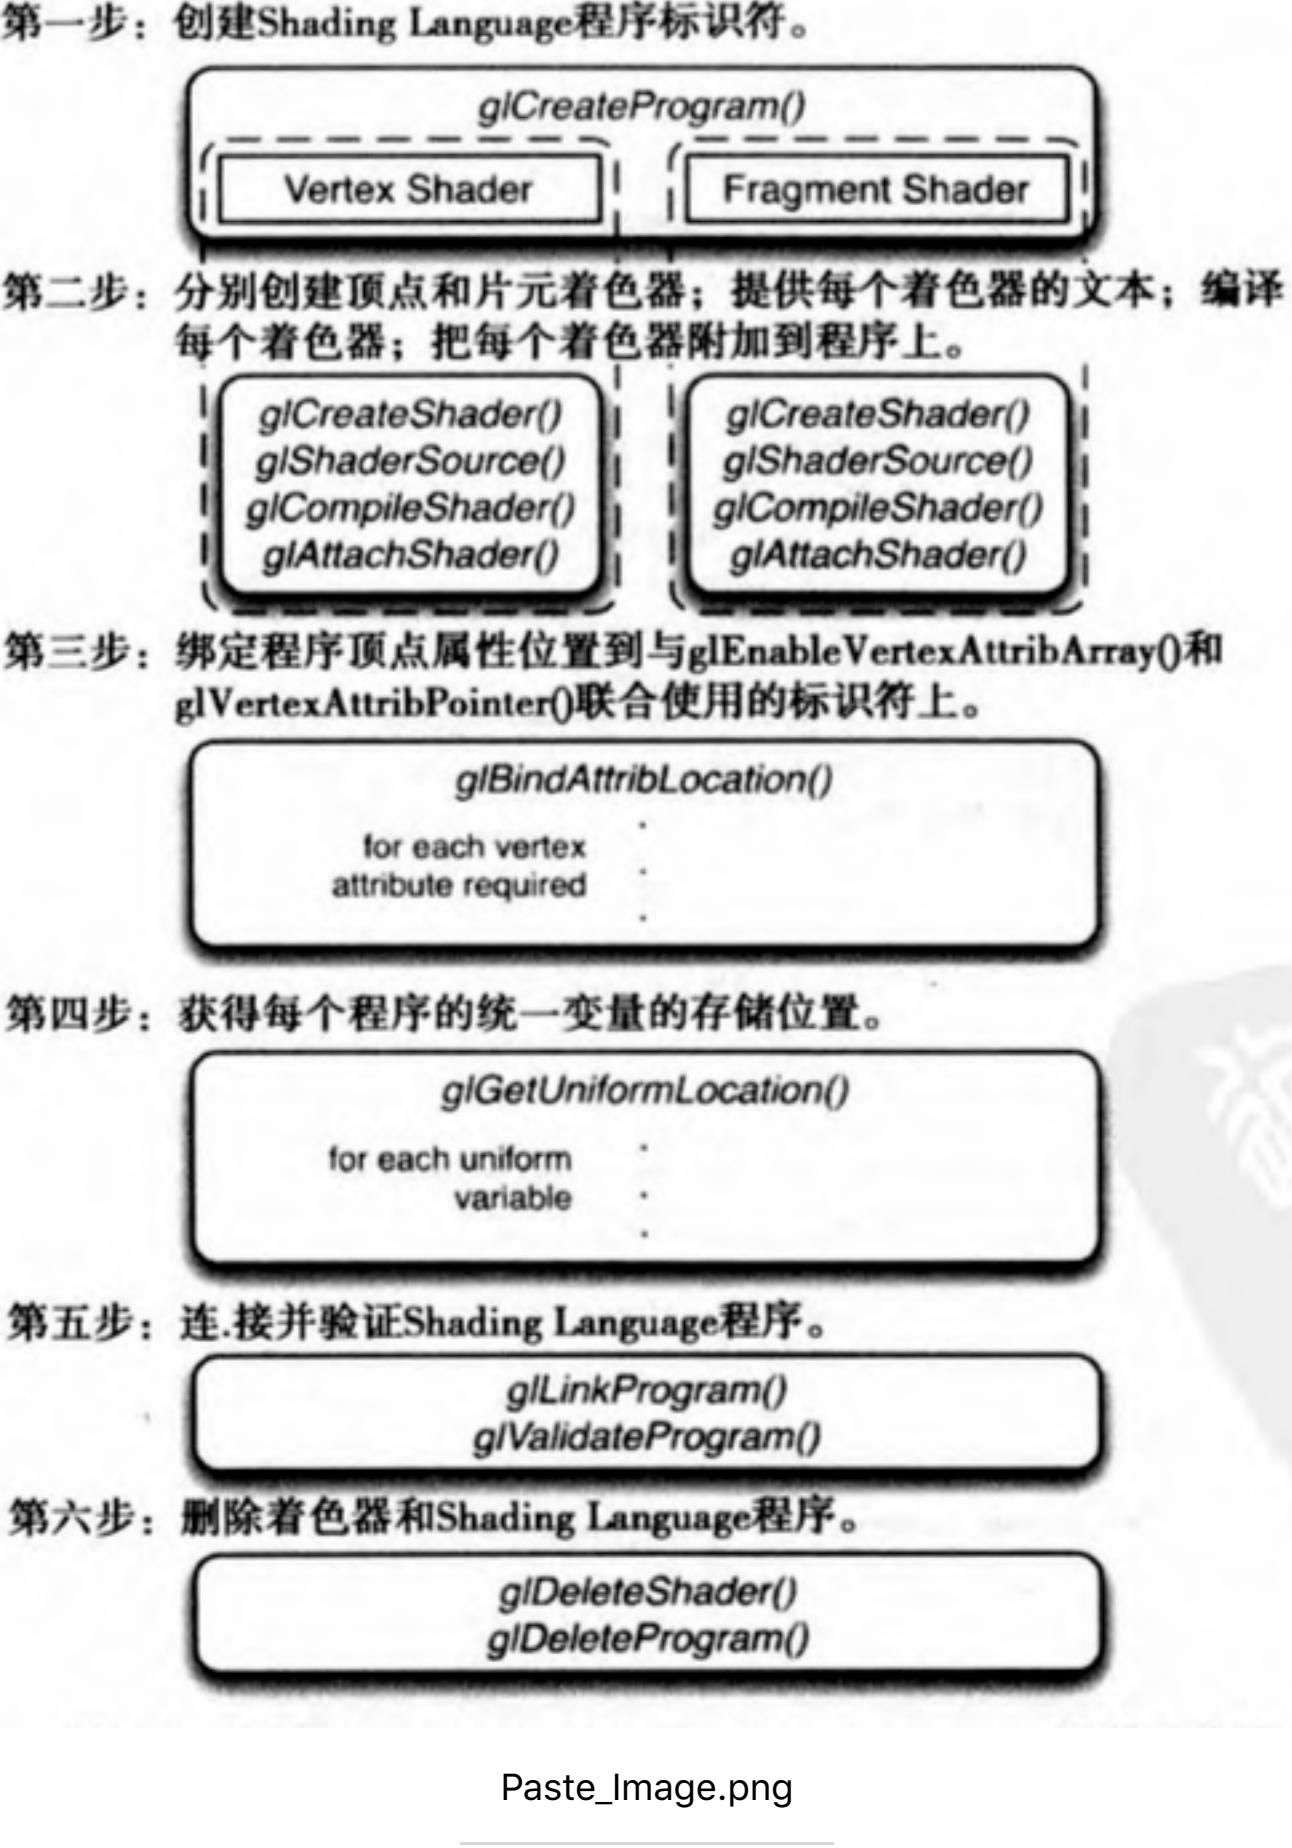 第一步：创建Shading Language程序标识符。
glCreateProgram()
Vertex Shader
Fragment Shader
第二步：分别创建顶点和片元着色器；提供每个着色器的文本；编译
每个着色器；把每个着色器附加到程序上。
glCreateShader()
glShaderSource()
glCompileShader()
glAttachShader()
glCreateShader()
glShaderSource()
glCompileShader()
glAttachShader()
第三步：绑定程序顶点属性位置到与glEnableVertexAttribArray()和
glVertexAttribPointer()联合使用的标识符上。
glBindAttribLocation()
for each vertex
attribute required
第四步：获得每个程序的统一变量的存储位置。
glGetUniformLocation()
for each uniform
variable
第五步：连.接并验证Shading Language程序。
glLinkProgram()
glValidateProgram()
第六步：删除着色器和Shading Language程序。
glDeleteShader()
glDeleteProgram()
Paste_Image.png